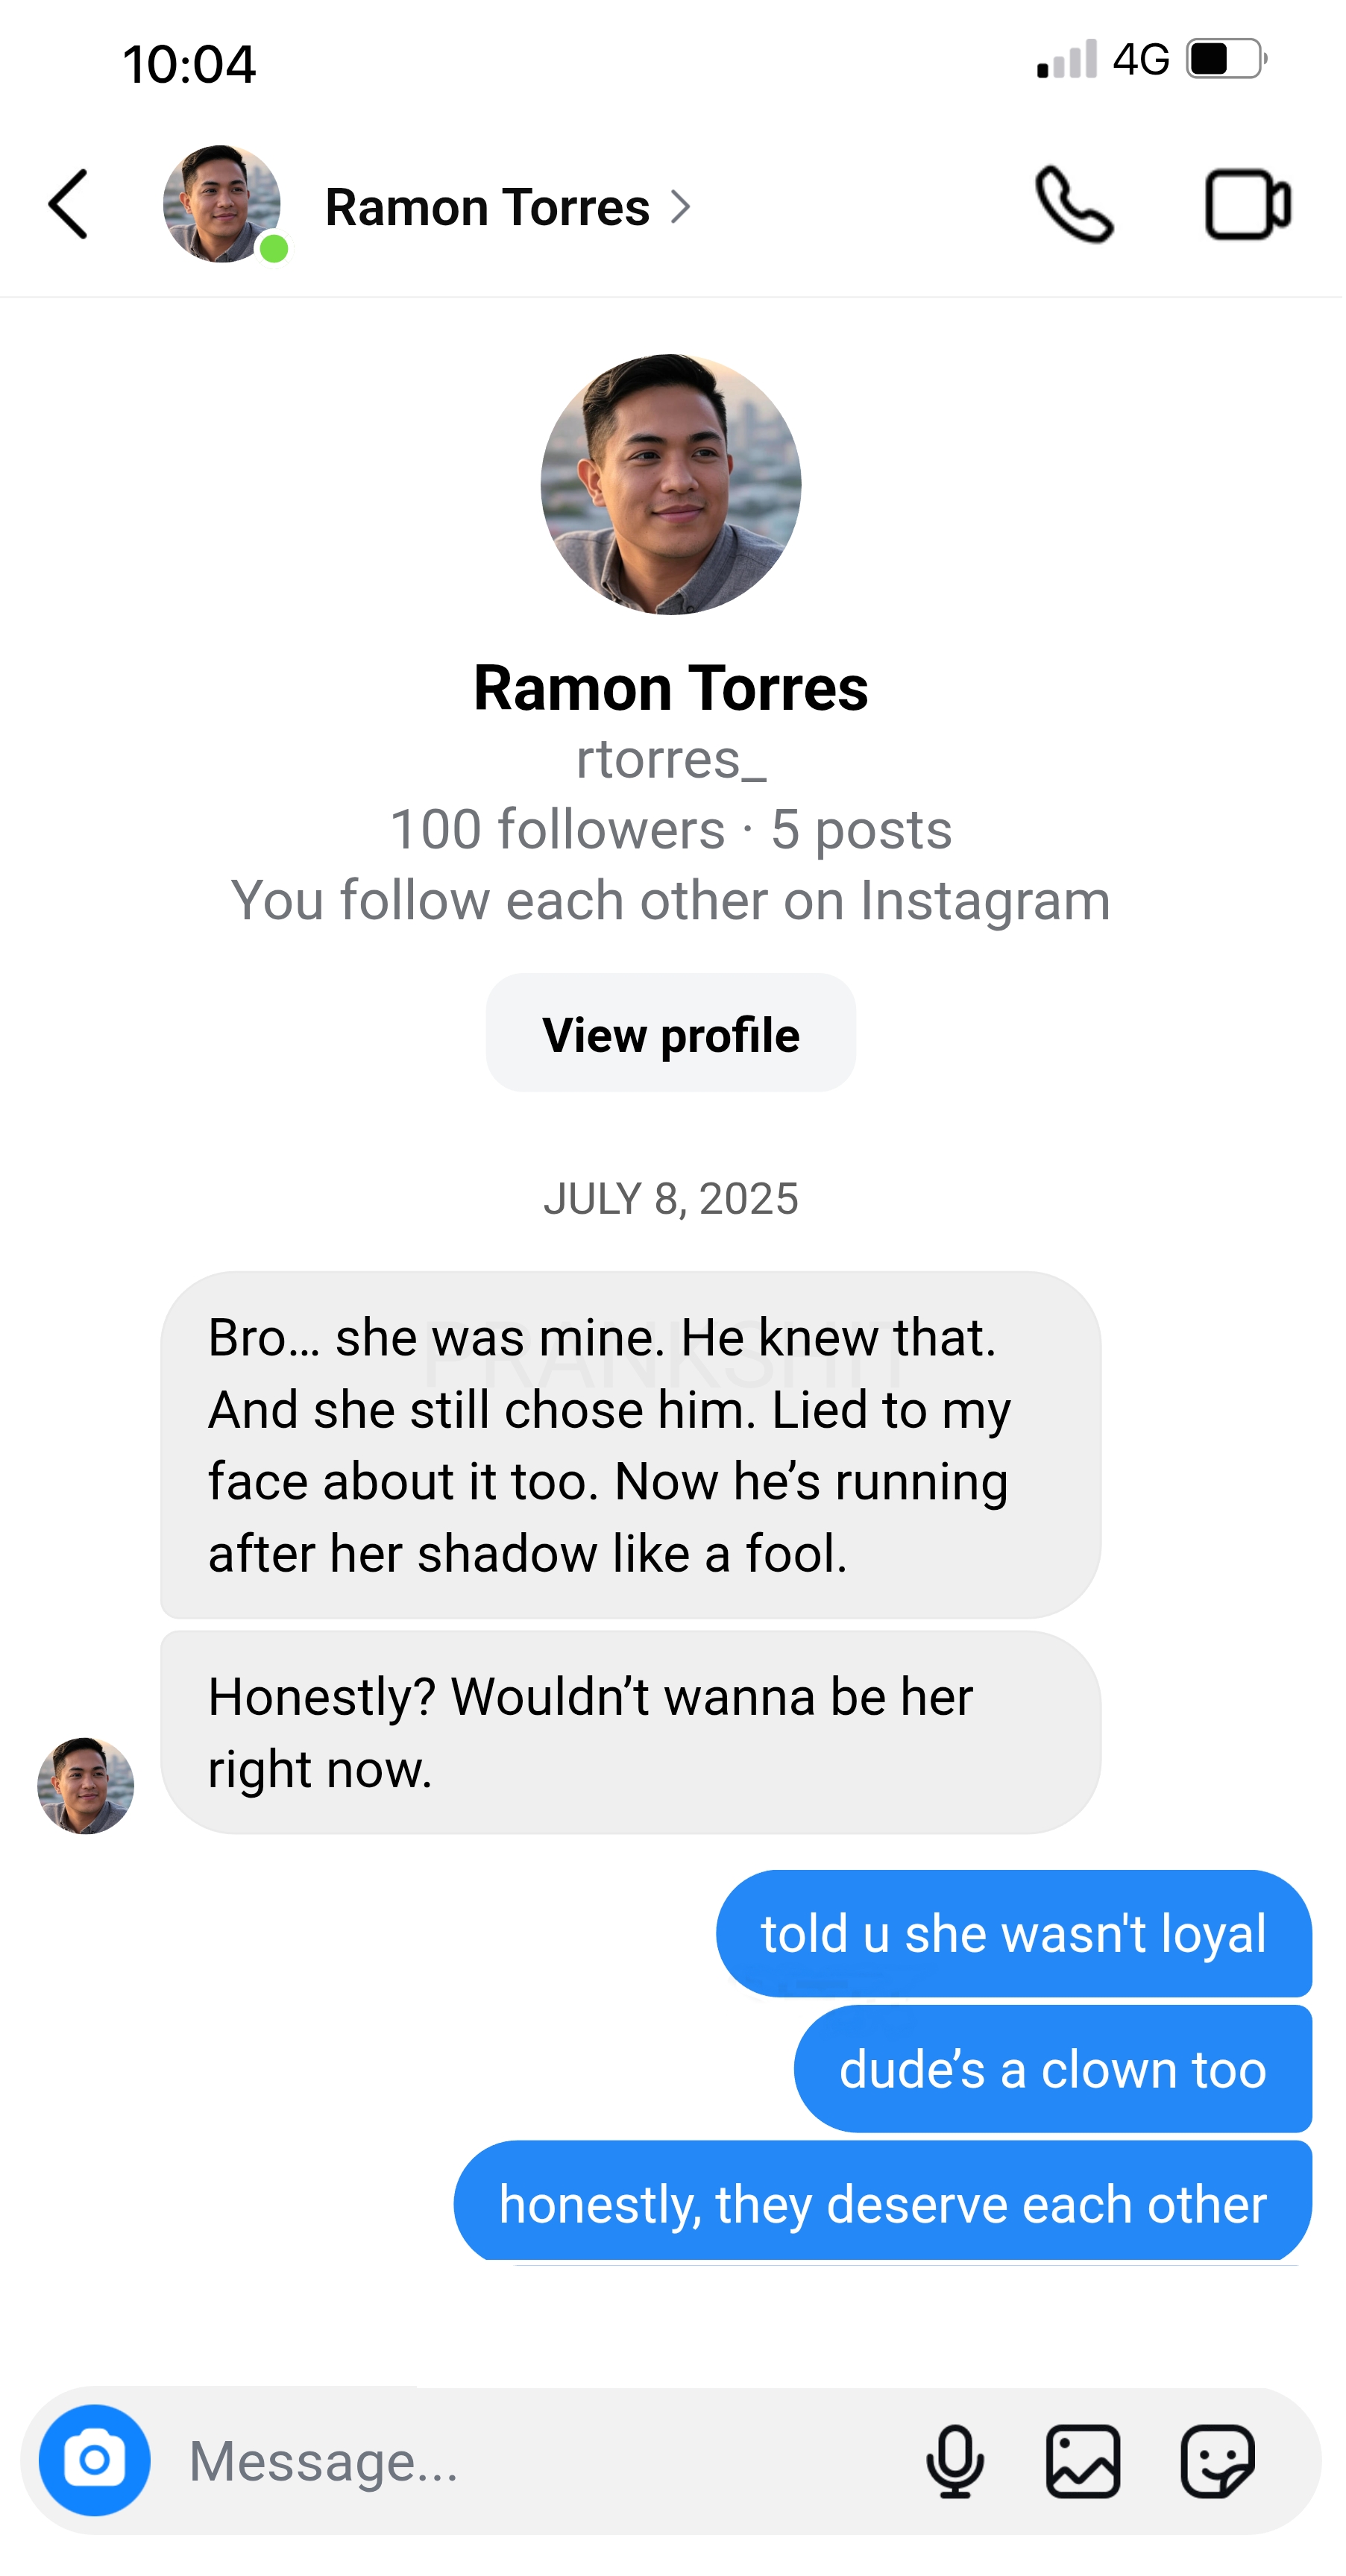 10:04
4G
Ramon Torres
Ramon Torres
rtorres_
100 followers · 5 posts
You follow each other on Instagram
View profile
JULY 8, 2025
PRANKSHIT
Bro... she was mine. He knew that.
And she still chose him. Lied to my
face about it too. Now he’s running
after her shadow like a fool.
Honestly? Wouldn’t wanna be her
right now.
told u she wasn't loyal
dude’s a clown too
honestly, they deserve each other
Message...